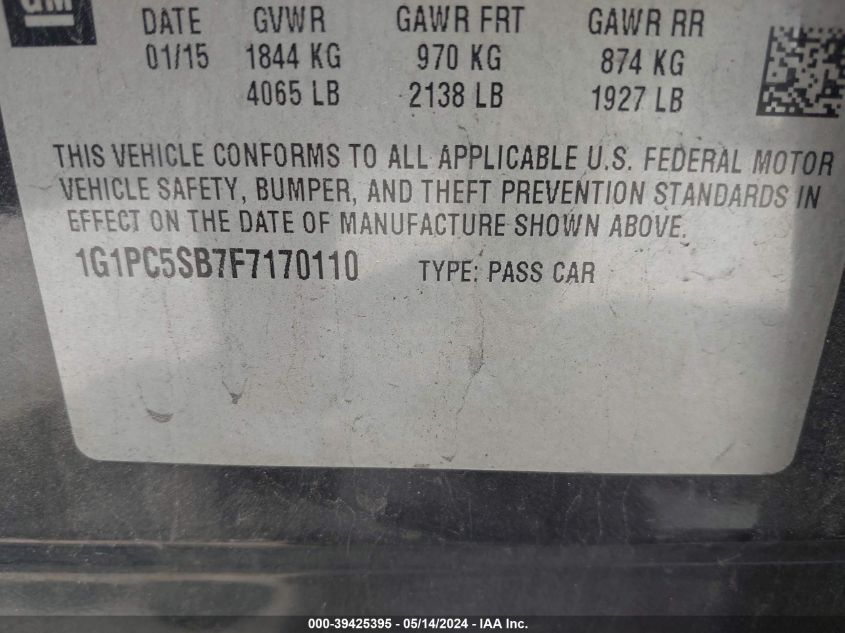 GM
DATE GVWR GAWR FRT GAWR RR
01/15 1844 KG 970 KG 874 KG
4065 LB 2138 LB 1927 LB
THIS VEHICLE CONFORMS TO ALL APPLICABLE U.S. FEDERAL MOTOR
VEHICLE SAFETY, BUMPER, AND THEFT PREVENTION STANDARDS IN
EFFECT ON THE DATE OF MANUFACTURE SHOWN ABOVE.
1G1PC5SB7F7170110 TYPE: PASS CAR
000-39425395 - 05/14/2024 - IAA Inc.